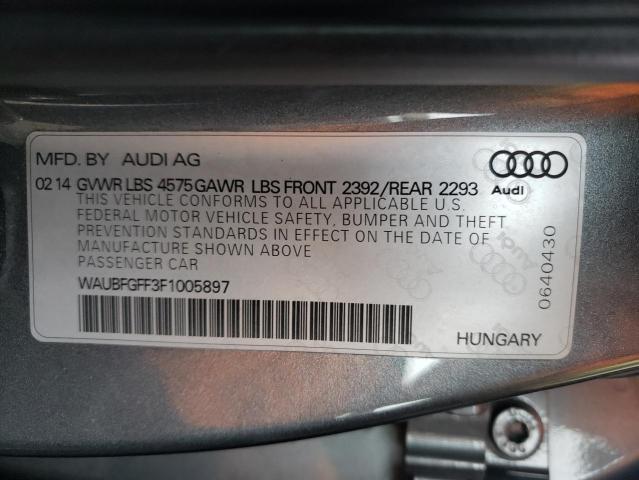 MFD. BY AUDI AG
02 14 GVWR LBS 4575 GAWR LBS FRONT 2392/REAR 2293
THIS VEHICLE CONFORMS TO ALL APPLICABLE U.S.
FEDERAL MOTOR VEHICLE SAFETY, BUMPER AND THEFT
PREVENTION STANDARDS IN EFFECT ON THE DATE OF
MANUFACTURE SHOWN ABOVE
PASSENGER CAR
WAUBFGFF3F1005897
Audi
0640430
HUNGARY